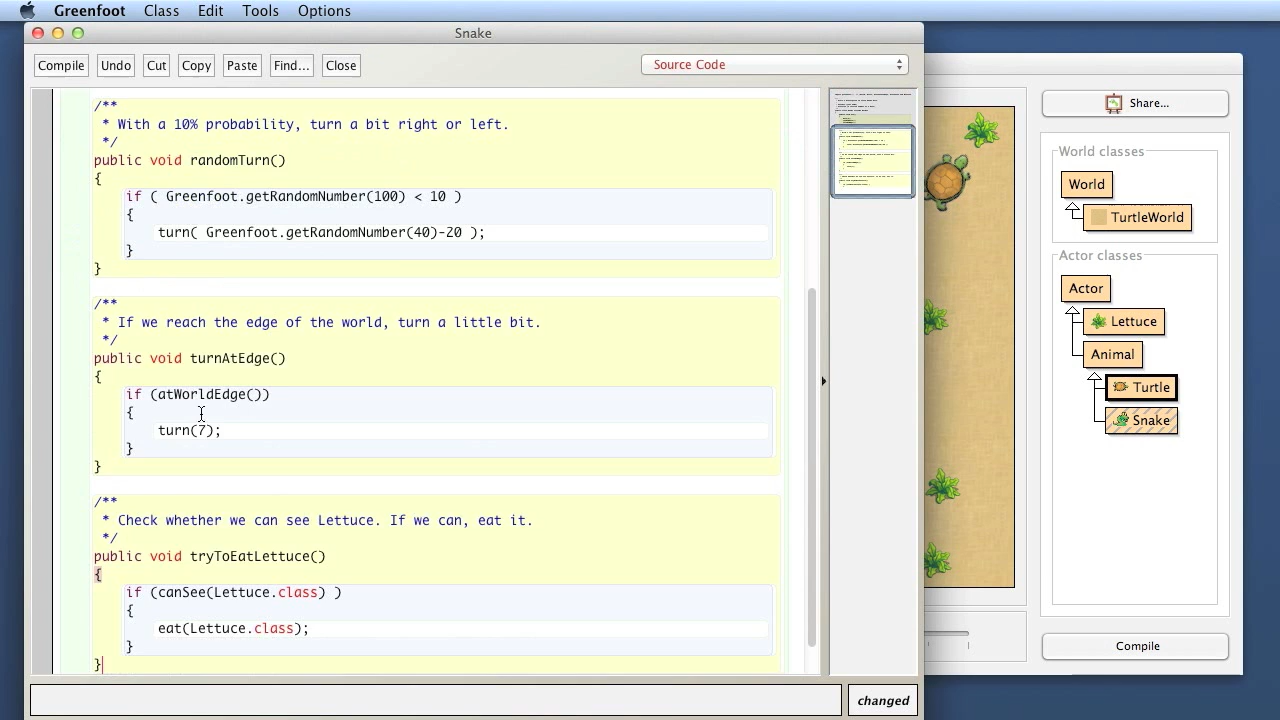 Greenfoot Class Edit Tools Options
Snake
Compile Undo Cut Copy Paste Find... Close
Source Code
/**
* With a 10% probability, turn a bit right or left.
*/
public void randomTurn()
{
if ( Greenfoot.getRandomNumber(100) < 10 )
{
turn( Greenfoot.getRandomNumber(40)-20 );
}
}
/**
* If we reach the edge of the world, turn a little bit.
*/
public void turnAtEdge()
{
if (atWorldEdge())
{
turn(7);
}
}
/**
* Check whether we can see Lettuce. If we can, eat it.
*/
public void tryToEatLettuce()
{
if (canSee(Lettuce.class) )
{
eat(Lettuce.class);
}
}
changed
Share...
World classes
World
TurtleWorld
Actor classes
Actor
Lettuce
Animal
Turtle
Snake
Compile